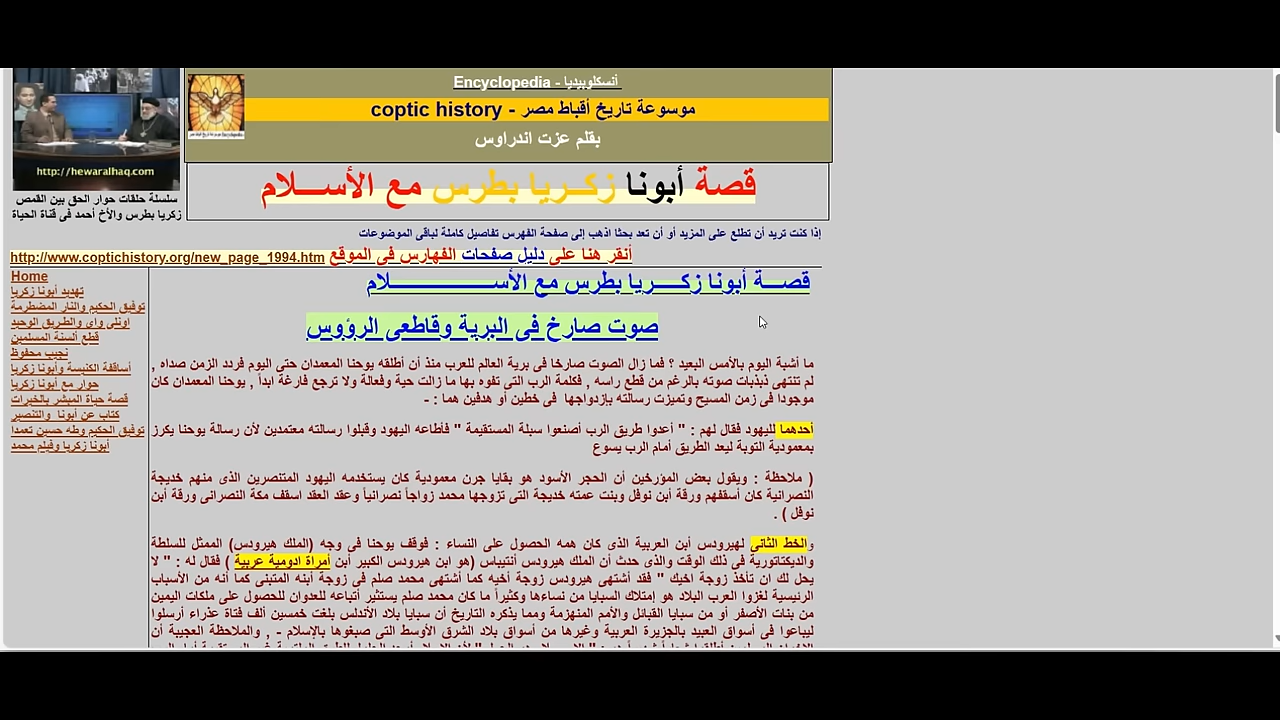 أنسكلوبيديا - Encyclopedia
موسوعة تاريخ أقباط مصر - coptic history
بقلم عزت اندراوس
http://hewaralhaq.com
سلسلة حلقات حوار الحق بين القمص
زكريا بطرس والأخ أحمد فى قناة الحياة
قصة أبونا زكـريا بطرس مع الأســـلام
إذا كنت تريد أن تطلع على المزيد أو أن تعد بحثا اذهب إلى صفحة الفهرس تفاصيل كاملة لباقى الموضوعات
أنقر هنا على دليل صفحات الفهارس فى الموقع http://www.coptichistory.org/new_page_1994.htm
Home
تهديد أبونا زكريا
توفيق الحكيم والنار المضطرمة
اونلى واى والطريق الوحيد
قطع ألسنة المسلمين
نجيب محفوظ
أساقفة الكنيسة وأبونا زكريا
حوار مع أبونا زكريا
قصة حياة المبشر بالخيرات
كتاب عن أبونا والتنصير
توفيق الحكيم وطه حسين تعمدا
أبونا زكريا وفيلم محمد
قصـــة أبونا زكــــريا بطرس مع الأســـــــــــــــــلام
صوت صارخ فى البرية وقاطعى الرؤوس
ما أشبة اليوم بالأمس البعيد ؟ فما زال الصوت صارخا فى برية العالم للعرب منذ أن أطلقه يوحنا المعمدان حتى اليوم فردد الزمن صداه ,
لم تنتهى ذبذبات صوته بالرغم من قطع راسه , فكلمة الرب التى تفوه بها ما زالت حية وفعالة ولا ترجع فارغة ابداً , يوحنا المعمدان كان
موجودا فى زمن المسيح وتميزت رسالته بإزدواجها فى خطين أو هدفين هما : -
أحدهما لليهود فقال لهم : " أعدوا طريق الرب أصنعوا سبلة المستقيمة " فأطاعه اليهود وقبلوا رسالته معتمدين لأن رسالة يوحنا يكرز
بمعمودية التوبة ليعد الطريق أمام الرب يسوع
( ملاحظة : ويقول بعض المؤرخين أن الحجر الأسود هو بقايا جرن معمودية كان يستخدمه اليهود المتنصرين الذى منهم خديجة
النصرانية كان أسقفهم ورقة أبن نوفل وبنت عمته خديجة التى تزوجها محمد زواجاً نصرانياً وعقد العقد اسقف مكة النصرانى ورقة أبن
نوفل ) .
والخط الثانى لهيرودس أبن العربية الذى كان همه الحصول على النساء : فوقف يوحنا فى وجه (الملك هيرودس) الممثل للسلطة
والديكتاتورية فى ذلك الوقت والذى حدث أن الملك هيرودس أنتيباس (هو ابن هيرودس الكبير أبن أمراة ادومية عربية ) فقال له : " لا
يحل لك ان تأخذ زوجة اخيك " فقد أشتهى هيرودس زوجة أخيه كما أشتهى محمد صلم فى زوجة أبنه المتبنى كما أنه من الأسباب
الرئيسية لغزوا العرب البلاد هو إمتلاك السبايا من نساءها وكثيراً ما كان محمد صلم يستثير أتباعه للعدوان للحصول على ملكات اليمين
من بنات الأصفر أو من سبايا القبائل والأمم المنهزمة ومما يذكره التاريخ أن سبايا بلاد الأندلس بلغت خمسين ألف فتاة عذراء أرسلوا
ليباعوا فى أسواق العبيد بالجزيرة العربية وغيرها من أسواق بلاد الشرق الأوسط التى صبغوها بالإسلام - , والملاحظة العجيبة أن